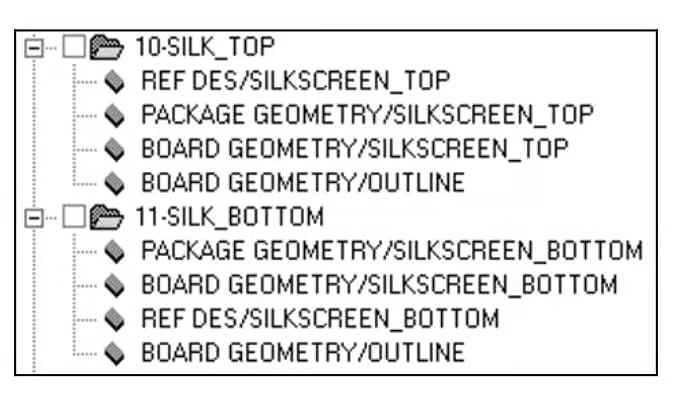 10-SILK_TOP
REF DES/SILKSCREEN_TOP
PACKAGE GEOMETRY/SILKSCREEN_TOP
BOARD GEOMETRY/SILKSCREEN_TOP
BOARD GEOMETRY/OUTLINE
11-SILK_BOTTOM
PACKAGE GEOMETRY/SILKSCREEN_BOTTOM
BOARD GEOMETRY/SILKSCREEN_BOTTOM
REF DES/SILKSCREEN_BOTTOM
BOARD GEOMETRY/OUTLINE